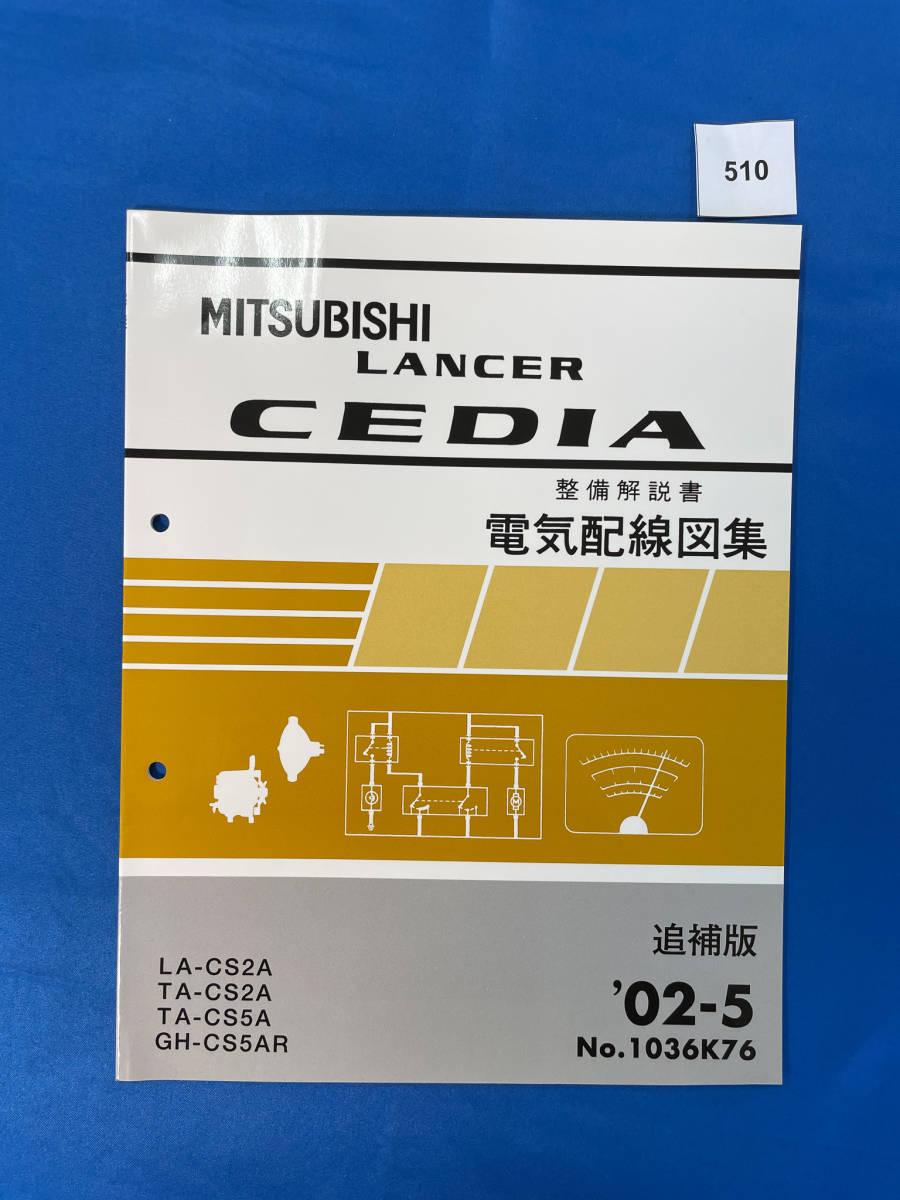 510
MITSUBISHI
LANCER
CEDIA
整備解説書
電気配線図集
LA-CS2A
TA-CS2A
TA-CS5A
GH-CS5AR
追補版
'02-5
No.1036K76